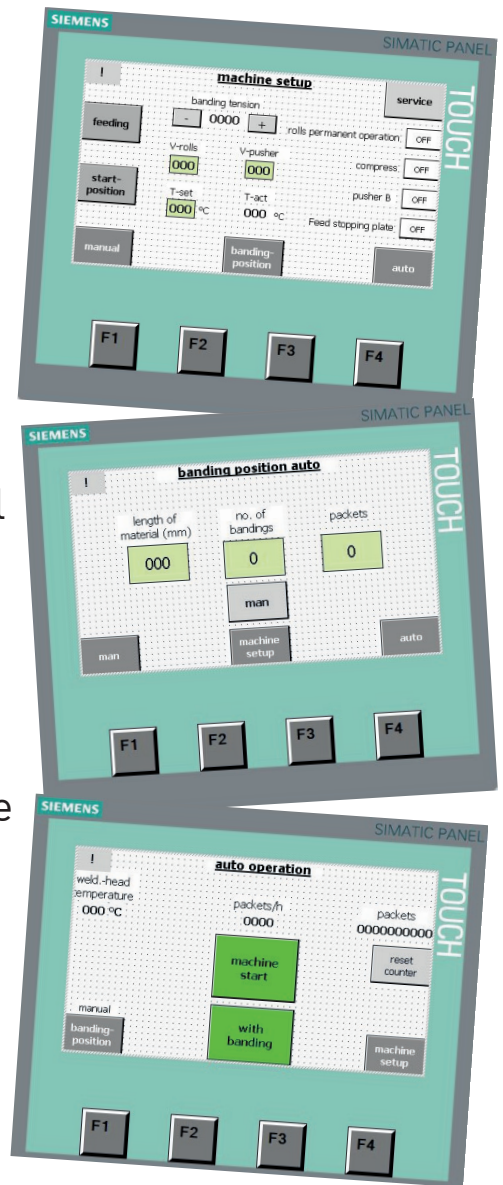 SIEMENS
SIMATIC PANEL
TOUCH
!
machine setup
service
banding tension
feeding
-
0000
+
rolls permanent operation:
OFF
V-rolls
V-pusher
000
000
compress:
OFF
start-
position
T-set
T-act
pusher B
OFF
000 °C
000 °C
Feed stopping plate:
OFF
manual
banding-
position
auto
F1
F2
F3
F4
SIEMENS
SIMATIC PANEL
TOUCH
!
banding position auto
length of
material (mm)
no. of
bandings
packets
000
0
0
man
man
machine
setup
auto
F1
F2
F3
F4
e
SIEMENS
SIMATIC PANEL
TOUCH
!
auto operation
weld.-head
temperature
000 °C
packets/h
0000
packets
0000000000
machine
start
reset
counter
manual
banding-
position
with
banding
machine
setup
F1
F2
F3
F4